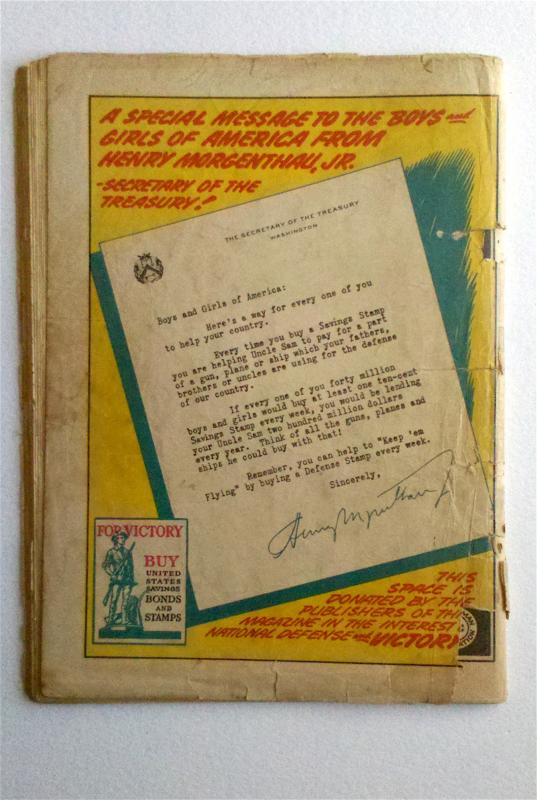 A SPECIAL MESSAGE TO THE BOYS and
GIRLS OF AMERICA FROM
HENRY MORGENTHAU, JR.
-SECRETARY OF THE
TREASURY!
THE SECRETARY OF THE TREASURY
WASHINGTON
Boys and Girls of America:
Here's a way for every one of you
to help your country.
Every time you buy a Savings Stamp
you are helping Uncle Sam to pay for a part
of a gun, plane or ship which your fathers,
brothers or uncles are using for the defense
of our country.
If every one of you forty million
boys and girls would buy at least one ten-cent
Savings Stamp every week, you would be lending
your Uncle Sam two hundred million dollars
every year. Think of all the guns, planes and
ships he could buy with that!
Remember, you can help to "Keep 'em
Flying" by buying a Defense Stamp every week.
Sincerely,
Henry Morgenthau Jr
FOR VICTORY
BUY
UNITED
STATES
SAVINGS
BONDS
AND
STAMPS
THIS
SPACE IS
DONATED BY THE
PUBLISHERS OF THI
MAGAZINE IN THE INTEREST
NATIONAL DEFENSE and VICTORY